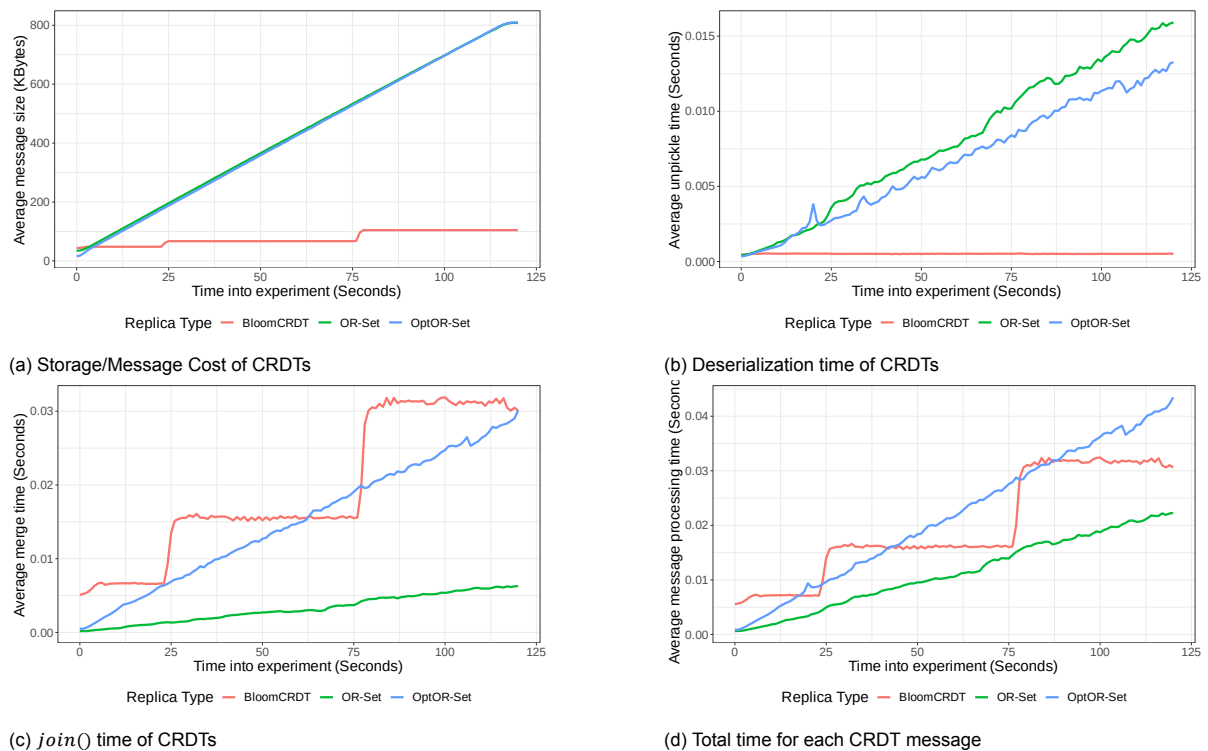 Average message size (KBytes)
800
600
400
200
0
0 25 50 75 100 125
Time into experiment (Seconds)
Replica Type BloomCRDT OR-Set OptOR-Set
(a) Storage/Message Cost of CRDTs
Average unpickle time (Seconds)
0.015
0.010
0.005
0.000
0 25 50 75 100 125
Time into experiment (Seconds)
Replica Type BloomCRDT OR-Set OptOR-Set
(b) Deserialization time of CRDTs
Average merge time (Seconds)
0.03
0.02
0.01
0.00
0 25 50 75 100 125
Time into experiment (Seconds)
Replica Type BloomCRDT OR-Set OptOR-Set
(c) join() time of CRDTs
Average message processing time (Second
0.04
0.03
0.02
0.01
0.00
0 25 50 75 100 125
Time into experiment (Seconds)
Replica Type BloomCRDT OR-Set OptOR-Set
(d) Total time for each CRDT message